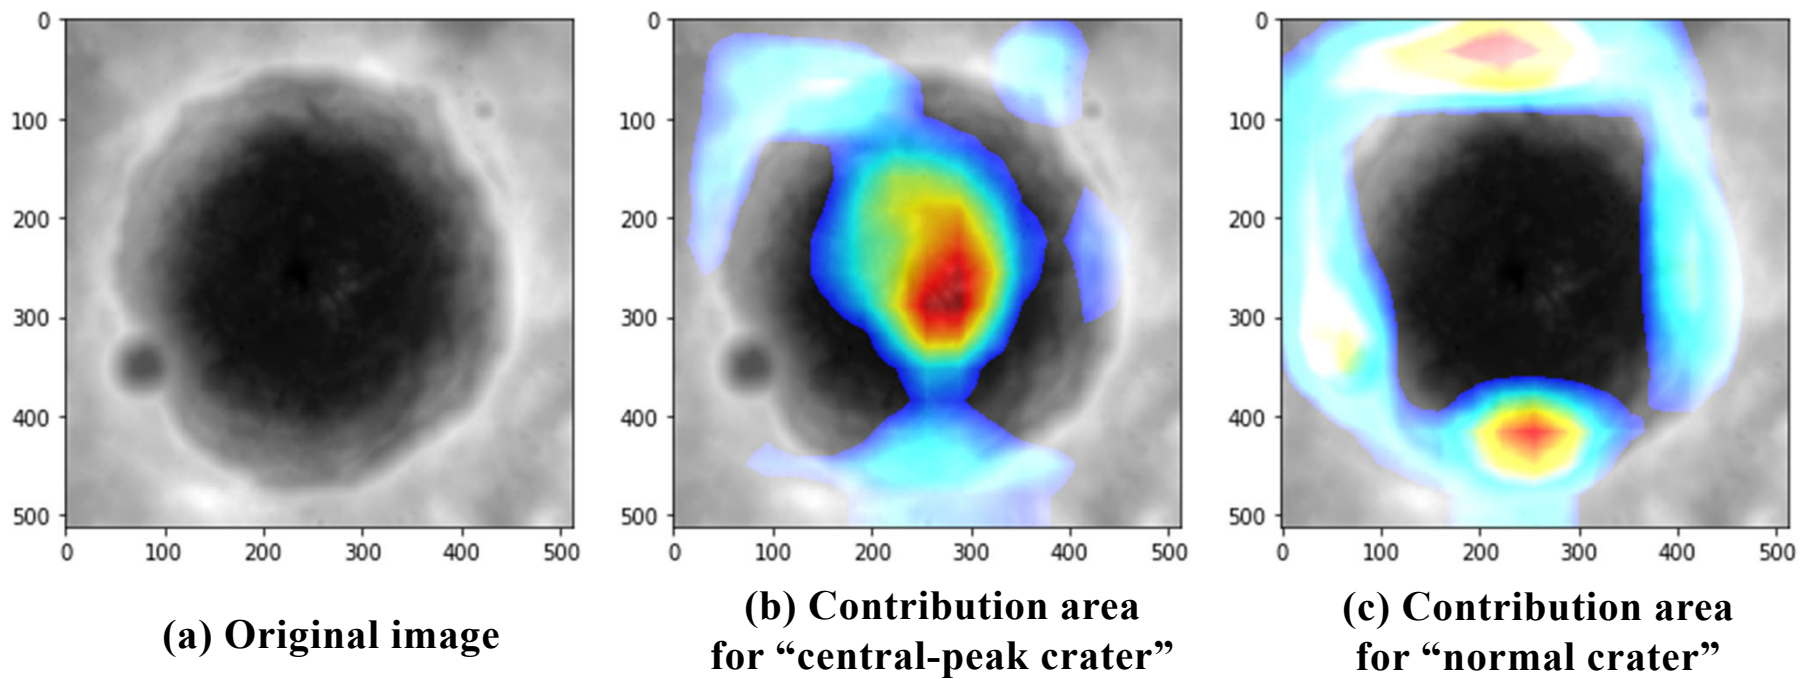 0
100
200
300
400
500
0 100 200 300 400 500
(a) Original image
0
100
200
300
400
500
0 100 200 300 400 500
(b) Contribution area
for “central-peak crater”
0
100
200
300
400
500
0 100 200 300 400 500
(c) Contribution area
for “normal crater”